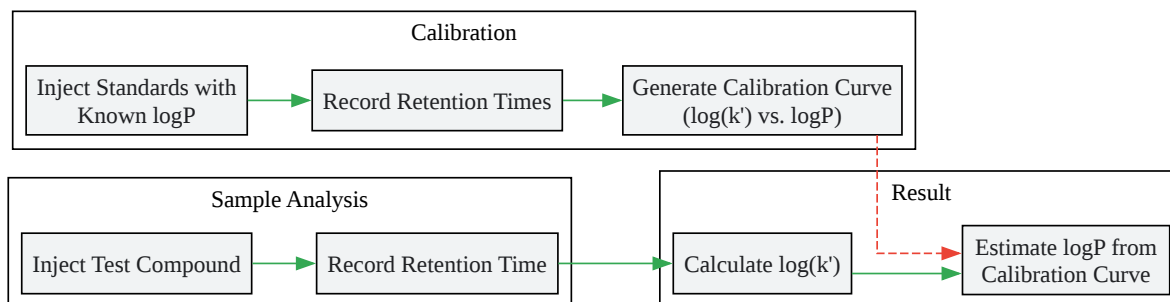 Calibration
Inject Standards with
Known logP
Record Retention Times
Generate Calibration Curve
(log(k') vs. logP)
Sample Analysis
Inject Test Compound
Record Retention Time
Result
Calculate log(k')
Estimate logP from
Calibration Curve